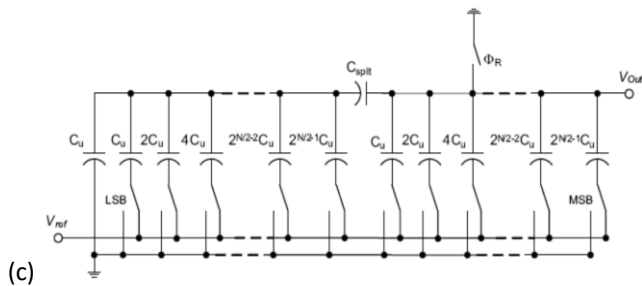 Φ_R
C_split
V_Out
C_u C_u 2C_u 4C_u 2^{N/2-2}C_u 2^{N/2-1}C_u C_u 2C_u 4C_u 2^{N/2-2}C_u 2^{N/2-1}C_u
LSB MSB
V_ref
(c)